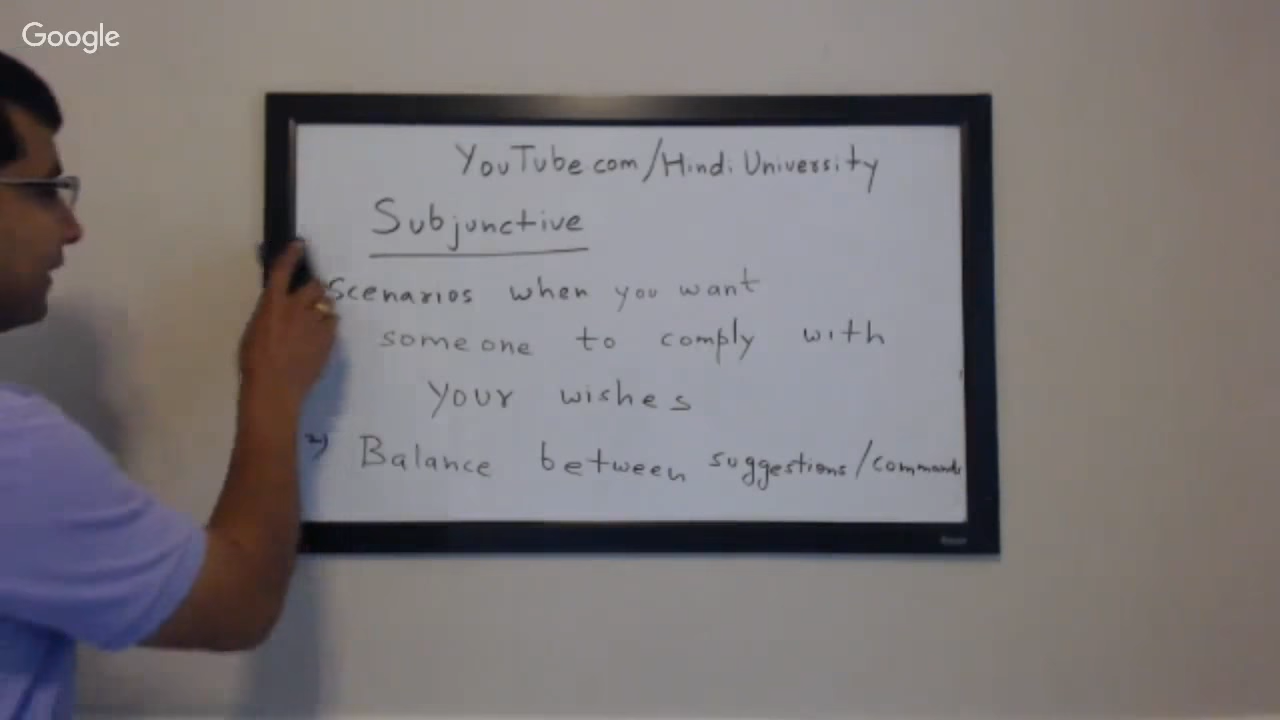 Google
YouTube.com/Hindi University
Subjunctive
Scenarios when you want
someone to comply with
your wishes
2) Balance between suggestions/commands